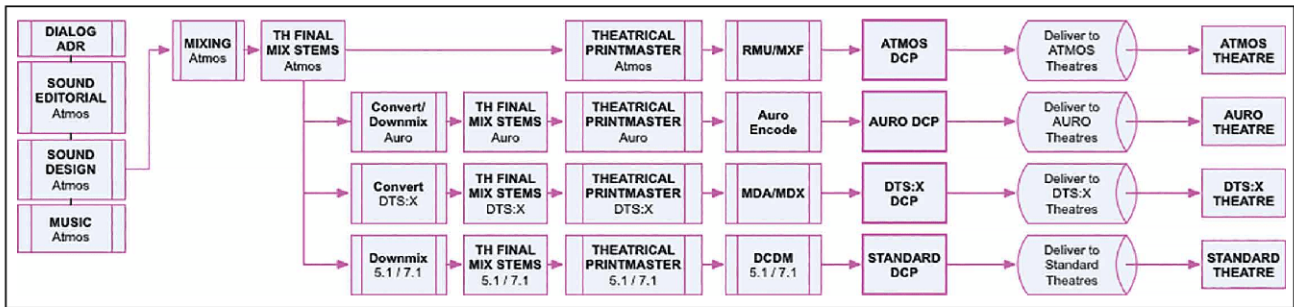 DIALOG
ADR
SOUND
EDITORIAL
Atmos
SOUND
DESIGN
Atmos
MUSIC
Atmos
MIXING
Atmos
TH FINAL
MIX STEMS
Atmos
THEATRICAL
PRINTMASTER
Atmos
RMU/MXF
ATMOS
DCP
Deliver to
ATMOS
Theatres
ATMOS
THEATRE
Convert/
Downmix
Auro
TH FINAL
MIX STEMS
Auro
THEATRICAL
PRINTMASTER
Auro
Auro
Encode
AURO DCP
Deliver to
AURO
Theatres
AURO
THEATRE
Convert
DTS:X
TH FINAL
MIX STEMS
DTS:X
THEATRICAL
PRINTMASTER
DTS:X
MDA/MDX
DTS:X
DCP
Deliver to
DTS:X
Theatres
DTS:X
THEATRE
Downmix
5.1 / 7.1
TH FINAL
MIX STEMS
5.1 / 7.1
THEATRICAL
PRINTMASTER
5.1 / 7.1
DCDM
5.1 / 7.1
STANDARD
DCP
Deliver to
Standard
Theatres
STANDARD
THEATRE